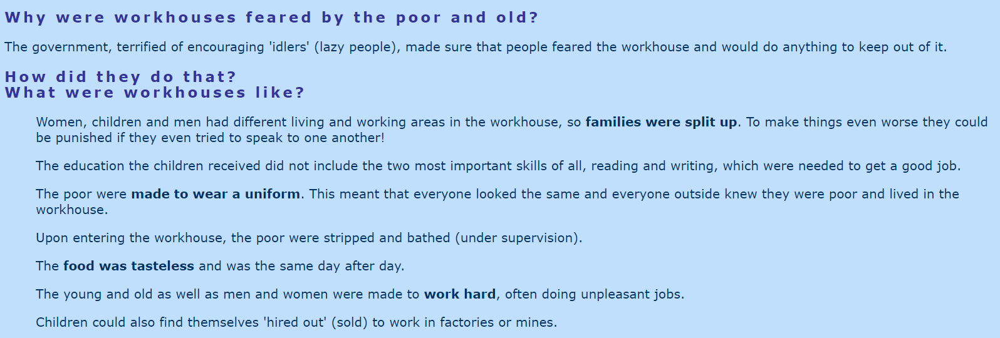 Why were workhouses feared by the poor and old?
The government, terrified of encouraging 'idlers' (lazy people), made sure that people feared the workhouse and would do anything to keep out of it.
How did they do that?
What were workhouses like?
Women, children and men had different living and working areas in the workhouse, so families were split up. To make things even worse they could
be punished if they even tried to speak to one another!
The education the children received did not include the two most important skills of all, reading and writing, which were needed to get a good job.
The poor were made to wear a uniform. This meant that everyone looked the same and everyone outside knew they were poor and lived in the
workhouse.
Upon entering the workhouse, the poor were stripped and bathed (under supervision).
The food was tasteless and was the same day after day.
The young and old as well as men and women were made to work hard, often doing unpleasant jobs.
Children could also find themselves 'hired out' (sold) to work in factories or mines.